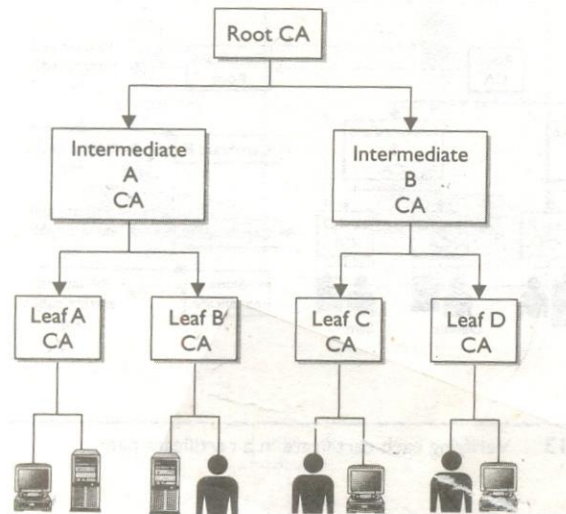 Root CA
Intermediate
A
CA
Intermediate
B
CA
Leaf A
CA
Leaf B
CA
Leaf C
CA
Leaf D
CA